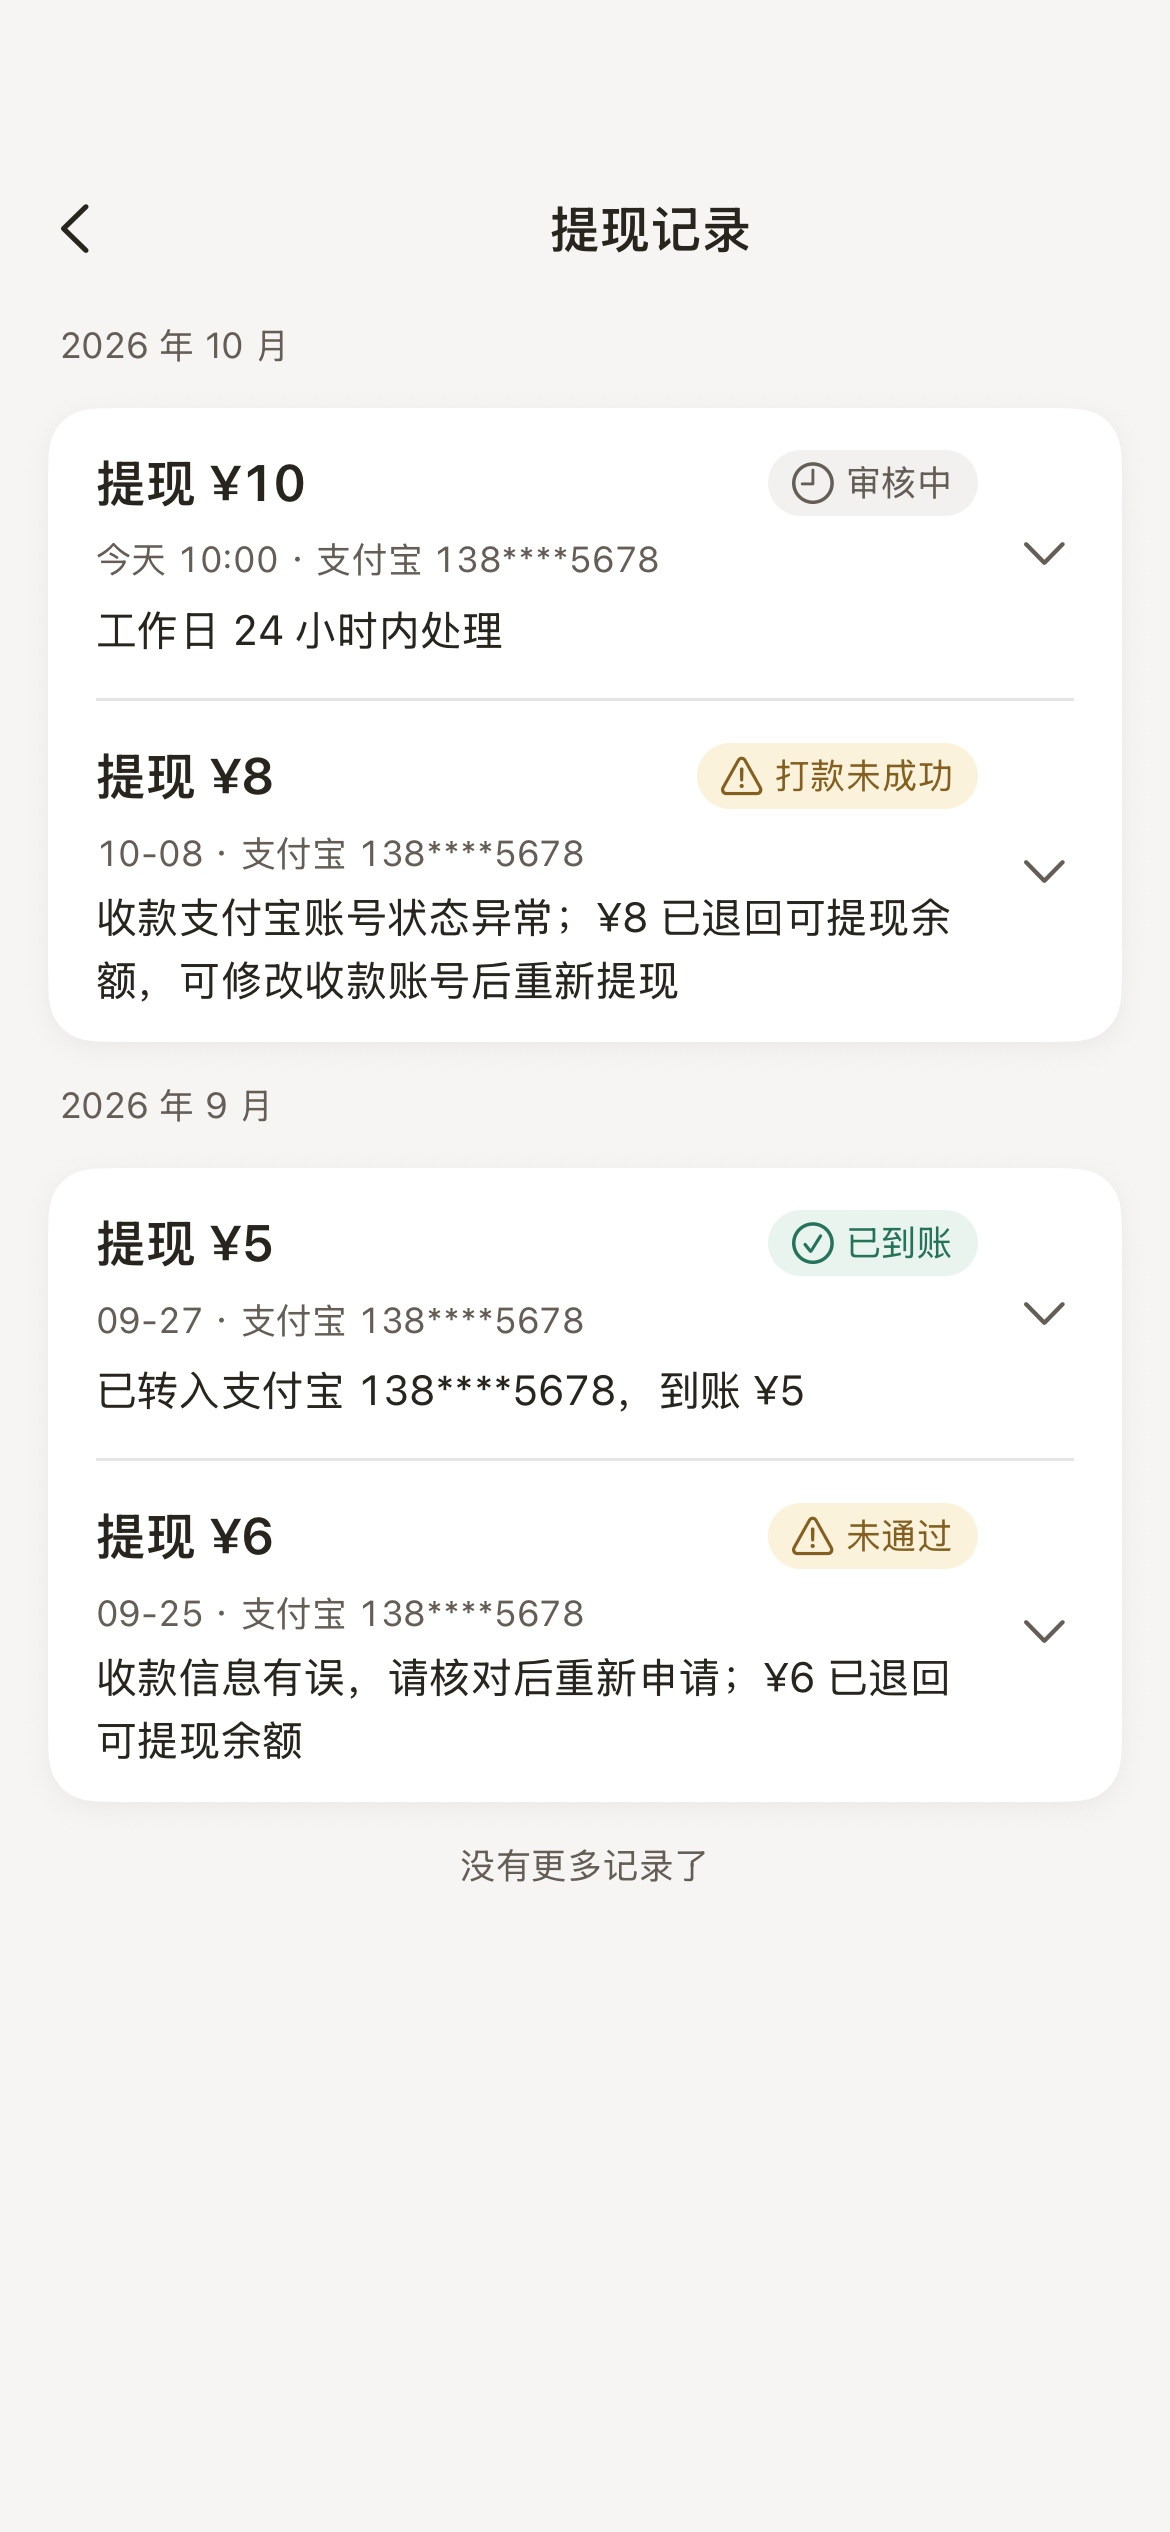 提现记录
2026 年 10 月
提现 ¥10
审核中
今天 10:00 · 支付宝 138****5678
工作日 24 小时内处理
提现 ¥8
打款未成功
10-08 · 支付宝 138****5678
收款支付宝账号状态异常；¥8 已退回可提现余
额，可修改收款账号后重新提现
2026 年 9 月
提现 ¥5
已到账
09-27 · 支付宝 138****5678
已转入支付宝 138****5678，到账 ¥5
提现 ¥6
未通过
09-25 · 支付宝 138****5678
收款信息有误，请核对后重新申请；¥6 已退回
可提现余额
没有更多记录了